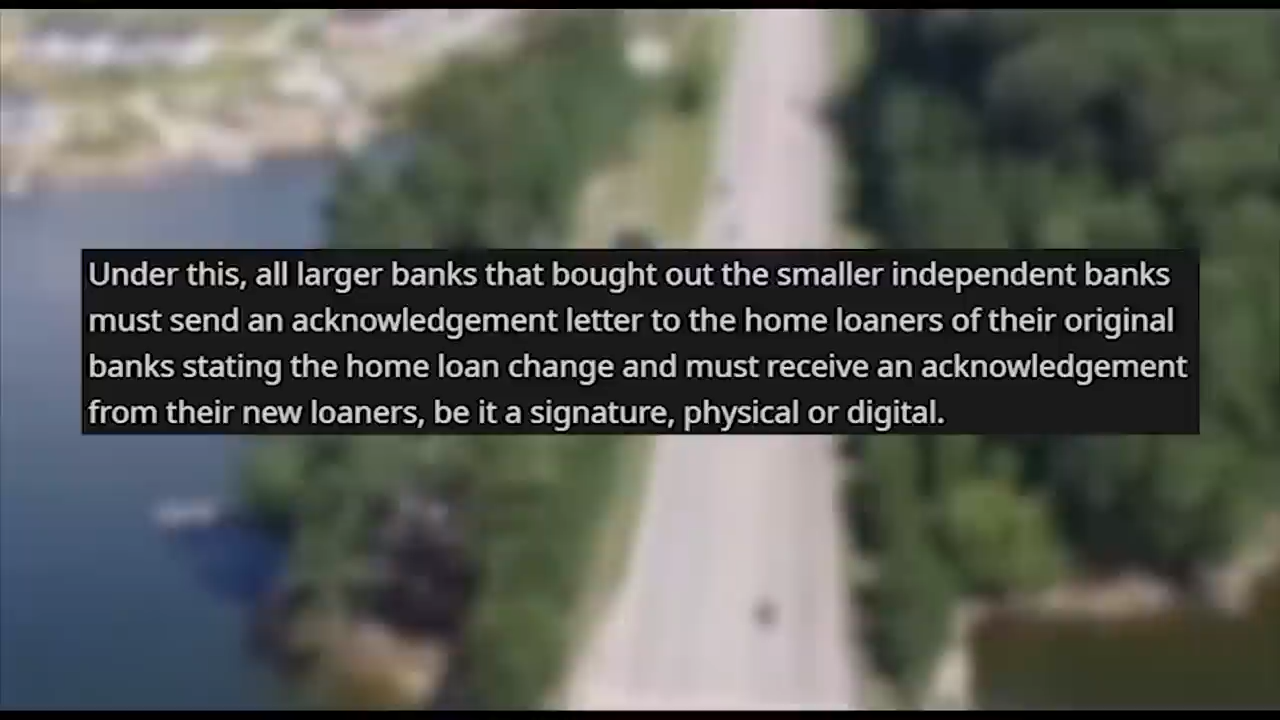 Under this, all larger banks that bought out the smaller independent banks
must send an acknowledgement letter to the home loaners of their original
banks stating the home loan change and must receive an acknowledgement
from their new loaners, be it a signature, physical or digital.